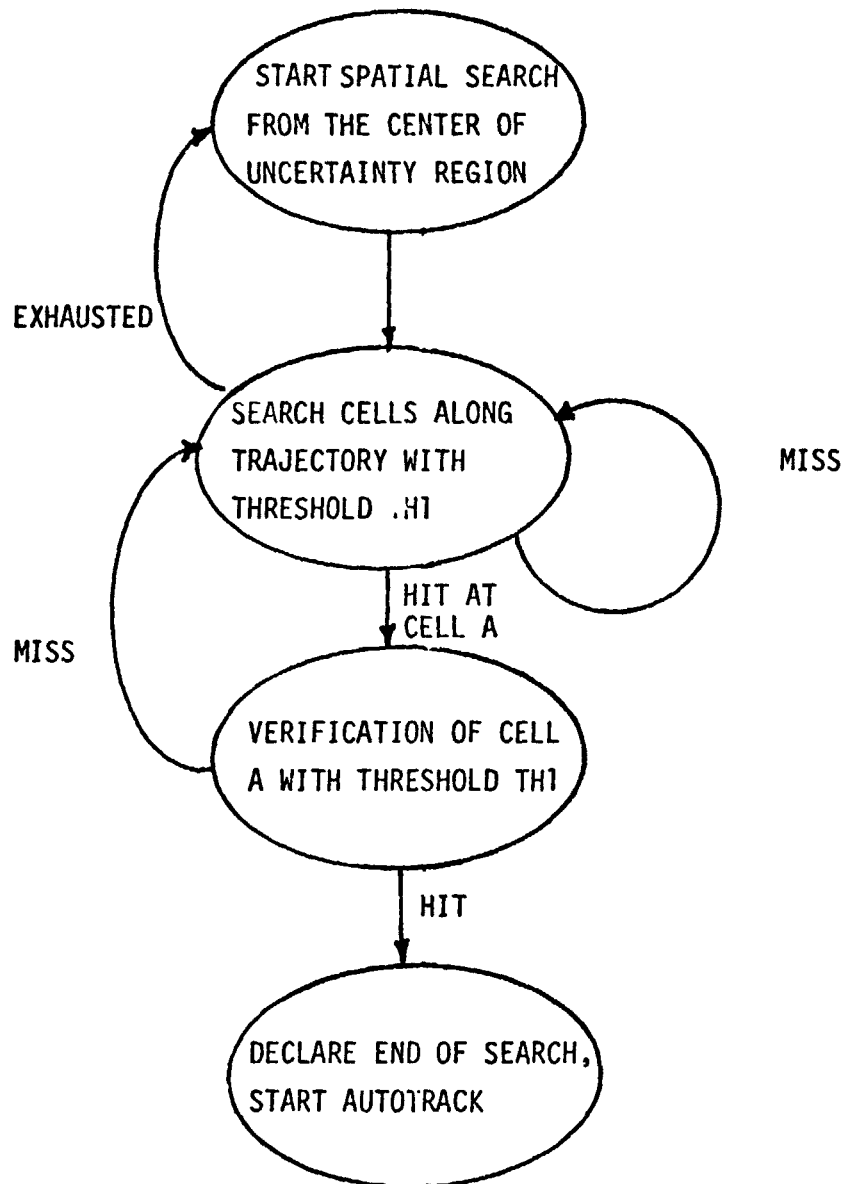 START SPATIAL SEARCH
FROM THE CENTER OF
UNCERTAINTY REGION
EXHAUSTED
SEARCH CELLS ALONG
TRAJECTORY WITH
THRESHOLD .H1
MISS
HIT AT
CELL A
MISS
VERIFICATION OF CELL
A WITH THRESHOLD TH1
HIT
DECLARE END OF SEARCH,
START AUTOTRACK